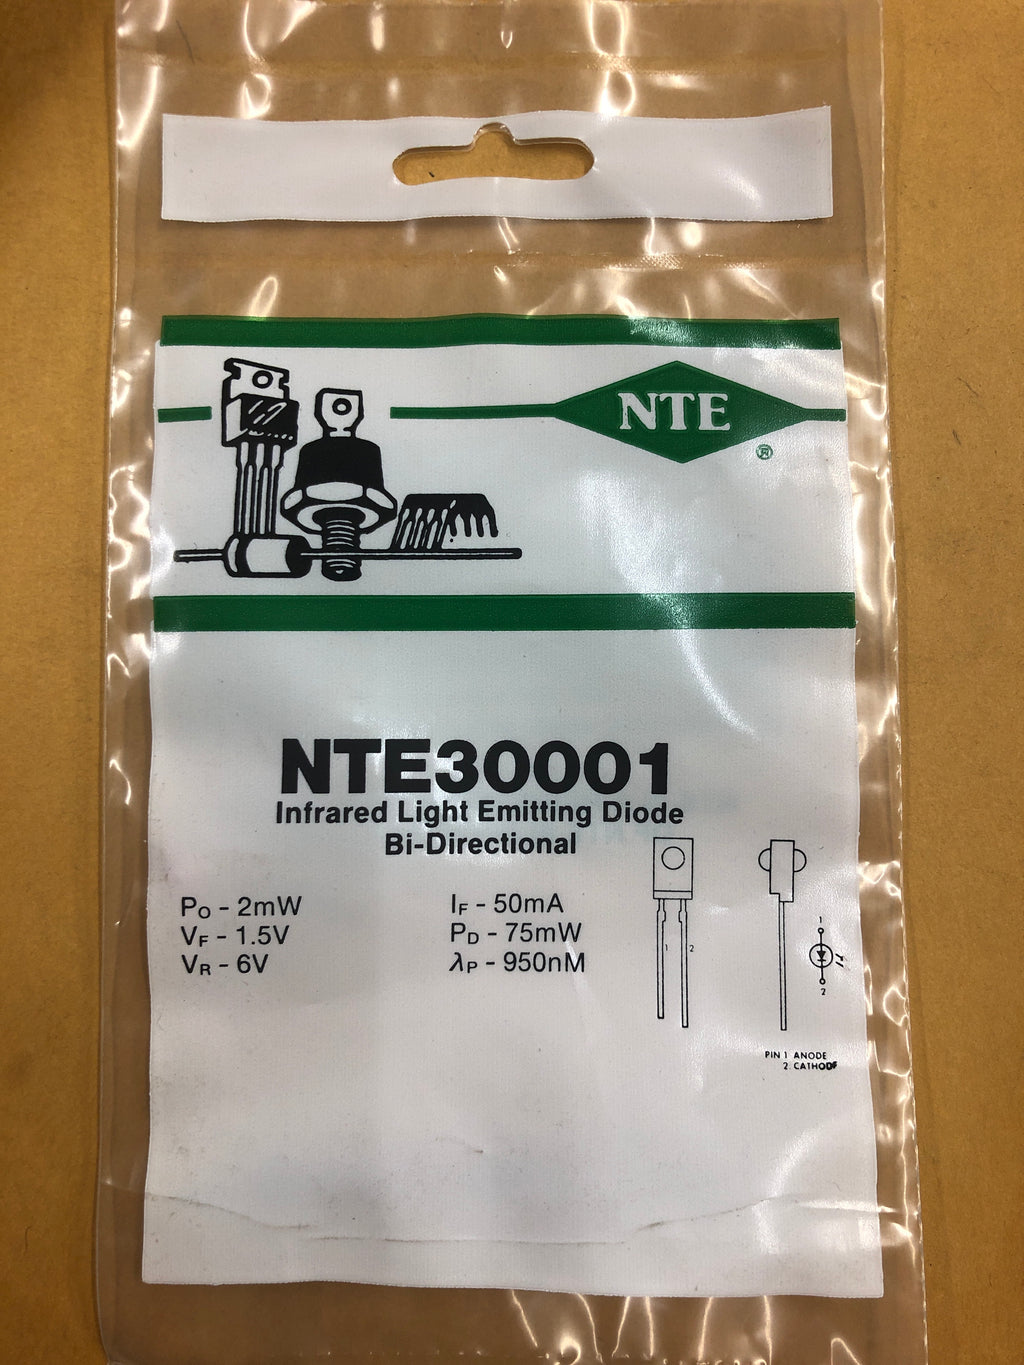 NTE
®
NTE30001
Infrared Light Emitting Diode
Bi-Directional
PO - 2mW
VF - 1.5V
VR - 6V
IF - 50mA
PD - 75mW
λP - 950nM
1 2
1
2
PIN 1 ANODE
2 CATHODE